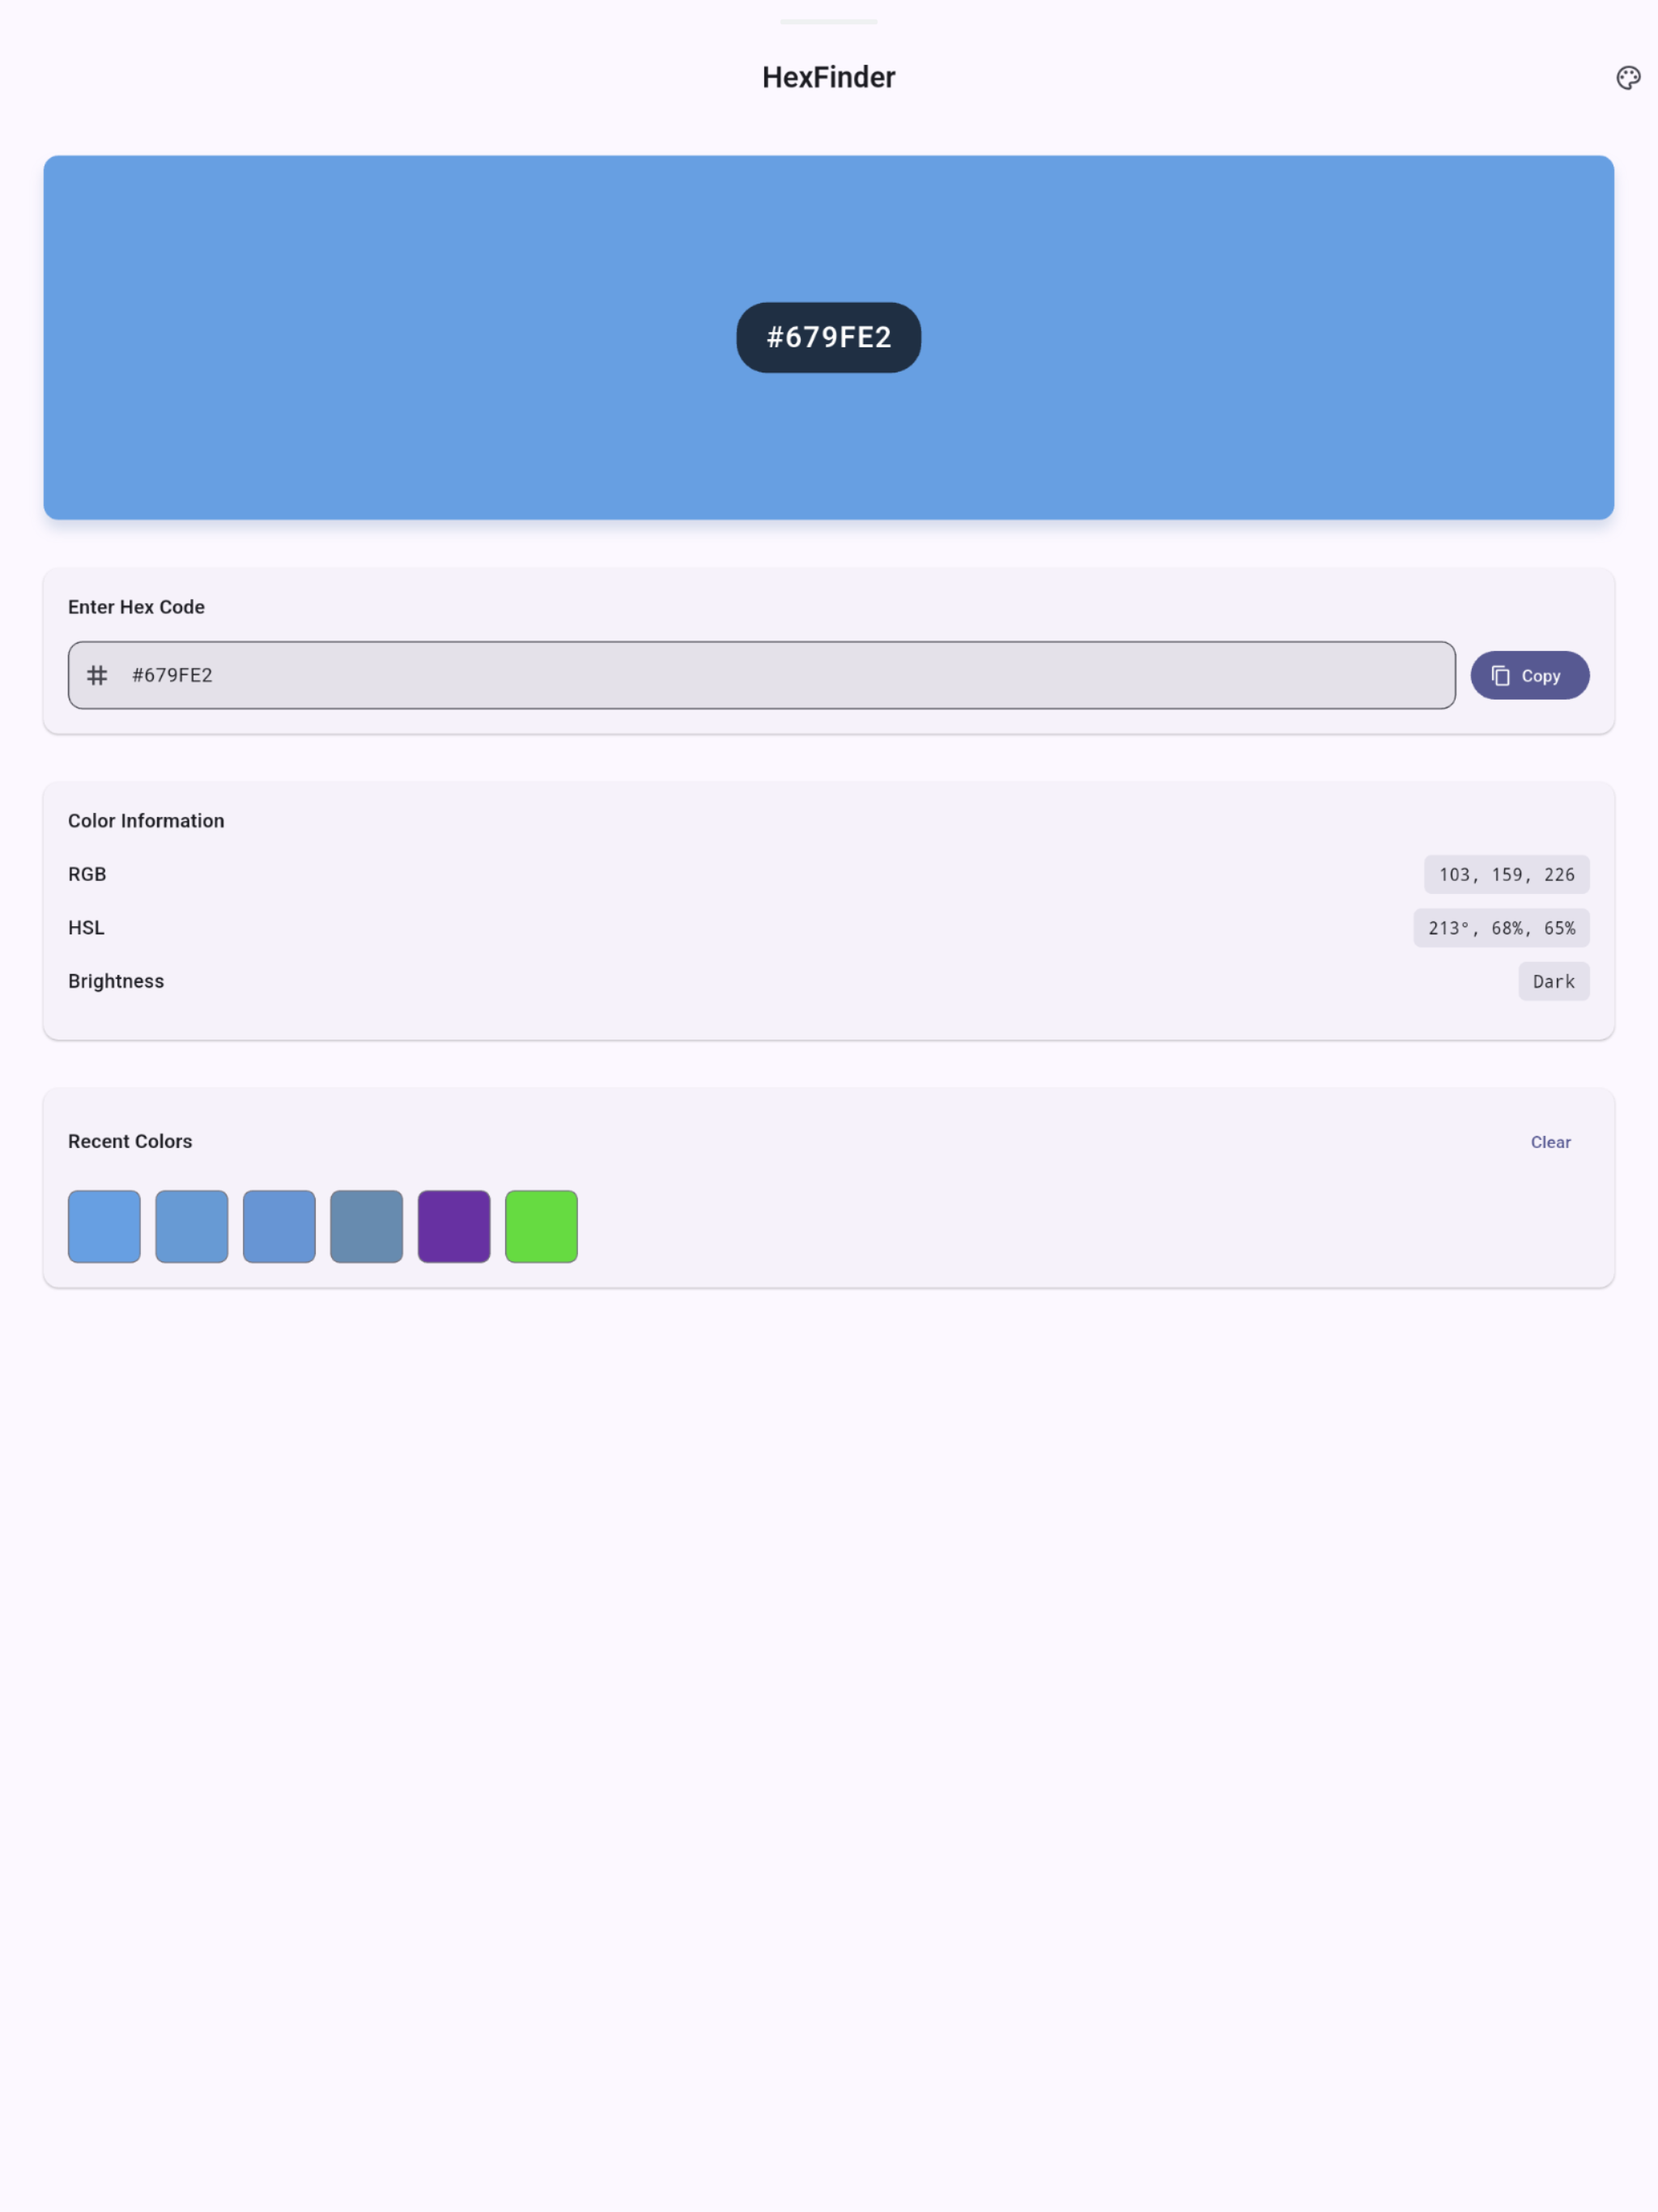 HexFinder
#679FE2
Enter Hex Code
#679FE2
Copy
Color Information
RGB
103, 159, 226
HSL
213°, 68%, 65%
Brightness
Dark
Recent Colors
Clear